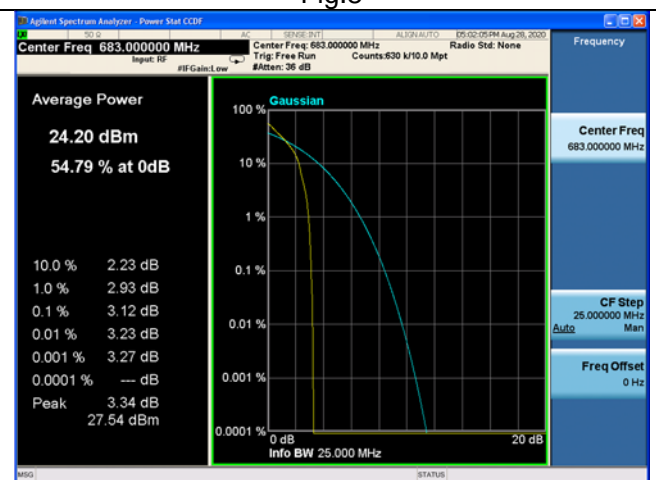 Fig.8
Agilent Spectrum Analyzer - Power Stat CCDF
50 Ω AC SENSE:INT ALIGN AUTO 05:02:05 PM Aug 28, 2020
Center Freq 683.000000 MHz
Input: RF
#IFGain:Low
Center Freq: 683.000000 MHz
Radio Std: None
Trig: Free Run
Counts:630 k/10.0 Mpt
#Atten: 36 dB
Frequency
Average Power
24.20 dBm
54.79 % at 0dB
10.0 % 2.23 dB
1.0 % 2.93 dB
0.1 % 3.12 dB
0.01 % 3.23 dB
0.001 % 3.27 dB
0.0001 % --- dB
Peak 3.34 dB
27.54 dBm
Gaussian
100 %
10 %
1 %
0.1 %
0.01 %
0.001 %
0.0001 %
0 dB
20 dB
Info BW 25.000 MHz
Center Freq
683.000000 MHz
CF Step
25.000000 MHz
Auto Man
Freq Offset
0 Hz
MSG
STATUS